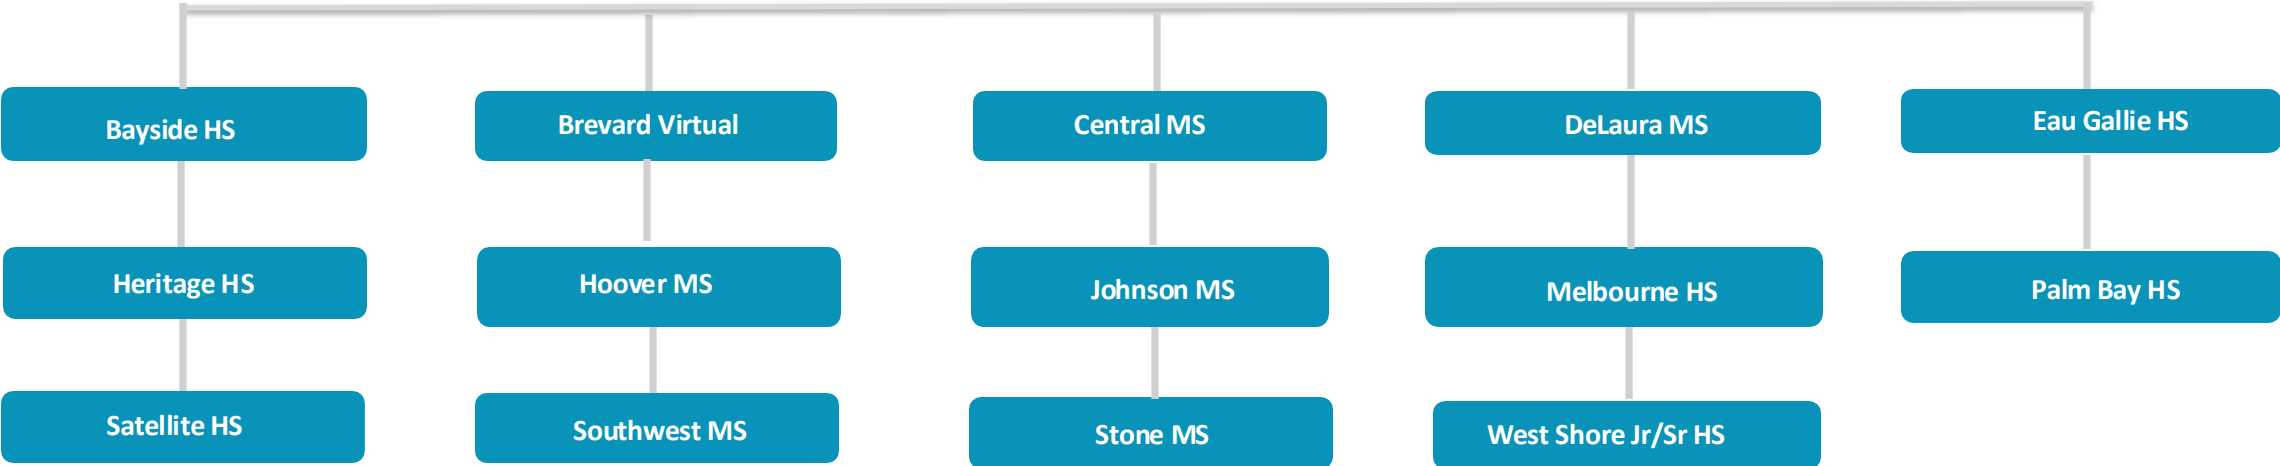 Bayside HS
Brevard Virtual
Central MS
DeLaura MS
Eau Gallie HS
Heritage HS
Hoover MS
Johnson MS
Melbourne HS
Palm Bay HS
Satellite HS
Southwest MS
Stone MS
West Shore Jr/Sr HS